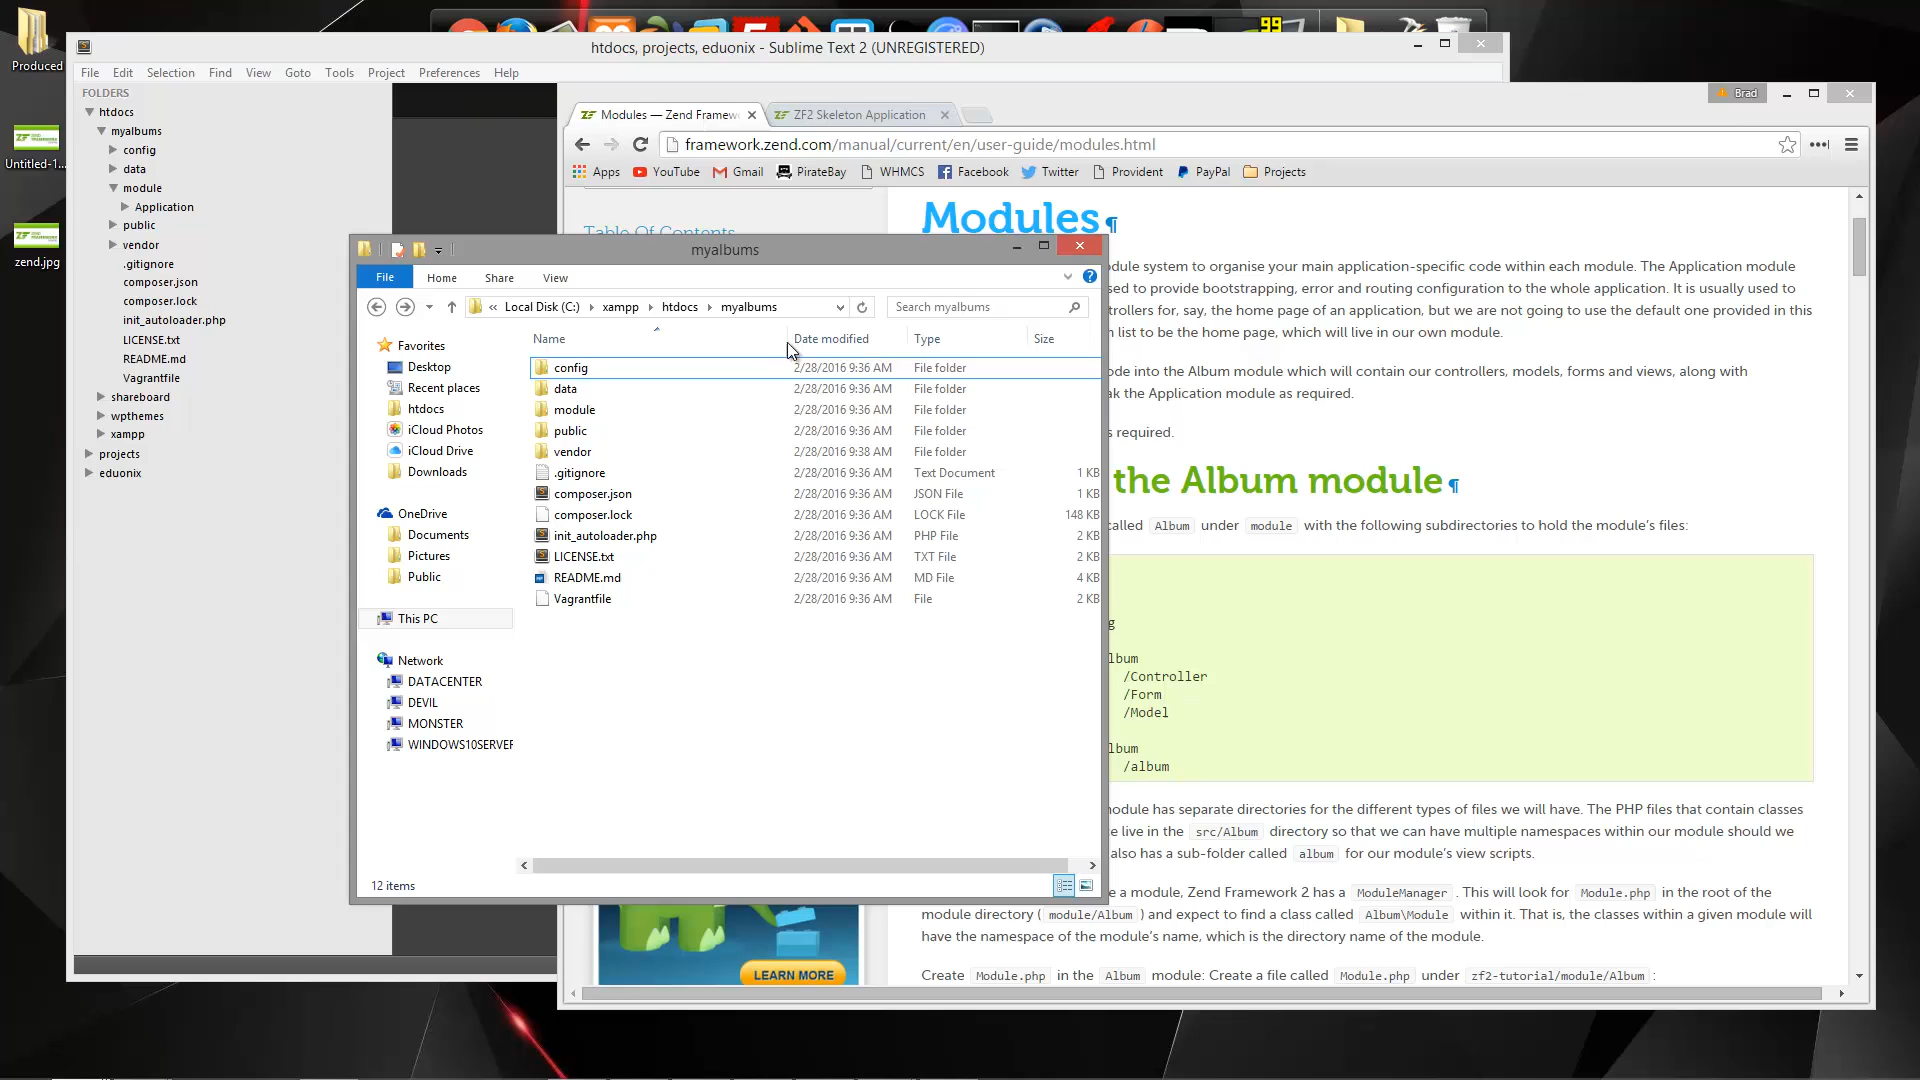 Produced
Untitled-1...
zend.jpg
99
htdocs, projects, eduonix - Sublime Text 2 (UNREGISTERED)
File Edit Selection Find View Goto Tools Project Preferences Help
FOLDERS
htdocs
myalbums
config
data
module
Application
public
vendor
.gitignore
composer.json
composer.lock
init_autoloader.php
LICENSE.txt
README.md
Vagrantfile
shareboard
wpthemes
xampp
projects
eduonix
Brad
Modules — Zend Framew
ZF2 Skeleton Application
framework.zend.com/manual/current/en/user-guide/modules.html
Apps YouTube Gmail PirateBay WHMCS Facebook Twitter Provident PayPal Projects
Table Of Contents
Modules¶
dule system to organise your main application-specific code within each module. The Application module
sed to provide bootstrapping, error and routing configuration to the whole application. It is usually used to
trollers for, say, the home page of an application, but we are not going to use the default one provided in this
list to be the home page, which will live in our own module.
ode into the Album module which will contain our controllers, models, forms and views, along with
ak the Application module as required.
s required.
the Album module¶
called Album under module with the following subdirectories to hold the module's files:
g
lbum
/Controller
/Form
/Model
lbum
/album
odule has separate directories for the different types of files we will have. The PHP files that contain classes
e live in the src/Album directory so that we can have multiple namespaces within our module should we
also has a sub-folder called album for our module's view scripts.
e a module, Zend Framework 2 has a ModuleManager . This will look for Module.php in the root of the
module directory ( module/Album ) and expect to find a class called Album\Module within it. That is, the classes within a given module will
have the namespace of the module's name, which is the directory name of the module.
Create Module.php in the Album module: Create a file called Module.php under zf2-tutorial/module/Album :
LEARN MORE
myalbums
File Home Share View
« Local Disk (C:) xampp htdocs myalbums
Search myalbums
Favorites
Desktop
Recent places
htdocs
iCloud Photos
iCloud Drive
Downloads
OneDrive
Documents
Pictures
Public
This PC
Network
DATACENTER
DEVIL
MONSTER
WINDOWS10SERVER
Name Date modified Type Size
config 2/28/2016 9:36 AM File folder
data 2/28/2016 9:36 AM File folder
module 2/28/2016 9:36 AM File folder
public 2/28/2016 9:36 AM File folder
vendor 2/28/2016 9:38 AM File folder
.gitignore 2/28/2016 9:36 AM Text Document 1 KB
composer.json 2/28/2016 9:36 AM JSON File 1 KB
composer.lock 2/28/2016 9:36 AM LOCK File 148 KB
init_autoloader.php 2/28/2016 9:36 AM PHP File 2 KB
LICENSE.txt 2/28/2016 9:36 AM TXT File 2 KB
README.md 2/28/2016 9:36 AM MD File 4 KB
Vagrantfile 2/28/2016 9:36 AM File 2 KB
12 items